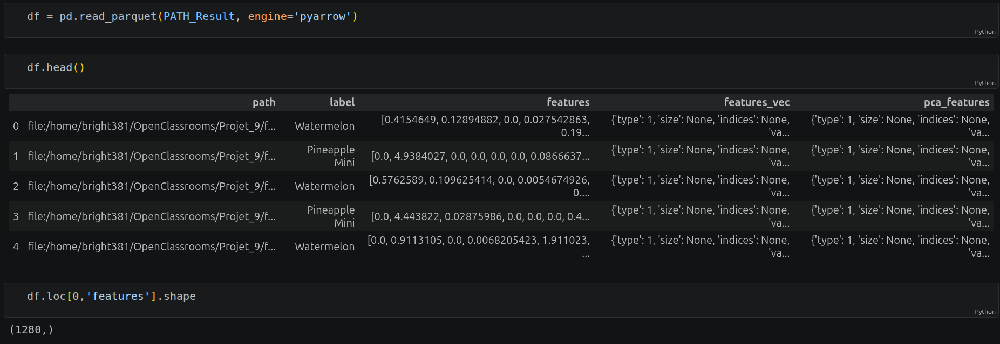 df = pd.read_parquet(PATH_Result, engine='pyarrow')
Python
df.head()
Python
path label features features_vec pca_features
0 file:/home/bright381/OpenClassrooms/Projet_9/f... Watermelon [0.4154649, 0.12894882, 0.0, 0.027542863, 0.19... {'type': 1, 'size': None, 'indices': None, 'va... {'type': 1, 'size': None, 'indices': None, 'va...
1 file:/home/bright381/OpenClassrooms/Projet_9/f... Pineapple Mini [0.0, 4.9384027, 0.0, 0.0, 0.0, 0.0, 0.0866637... {'type': 1, 'size': None, 'indices': None, 'va... {'type': 1, 'size': None, 'indices': None, 'va...
2 file:/home/bright381/OpenClassrooms/Projet_9/f... Watermelon [0.5762589, 0.109625414, 0.0, 0.0054674926, 0.... {'type': 1, 'size': None, 'indices': None, 'va... {'type': 1, 'size': None, 'indices': None, 'va...
3 file:/home/bright381/OpenClassrooms/Projet_9/f... Pineapple Mini [0.0, 4.443822, 0.02875986, 0.0, 0.0, 0.0, 0.4... {'type': 1, 'size': None, 'indices': None, 'va... {'type': 1, 'size': None, 'indices': None, 'va...
4 file:/home/bright381/OpenClassrooms/Projet_9/f... Watermelon [0.0, 0.9113105, 0.0, 0.0068205423, 1.911023, ... {'type': 1, 'size': None, 'indices': None, 'va... {'type': 1, 'size': None, 'indices': None, 'va...
df.loc[0,'features'].shape
Python
(1280,)